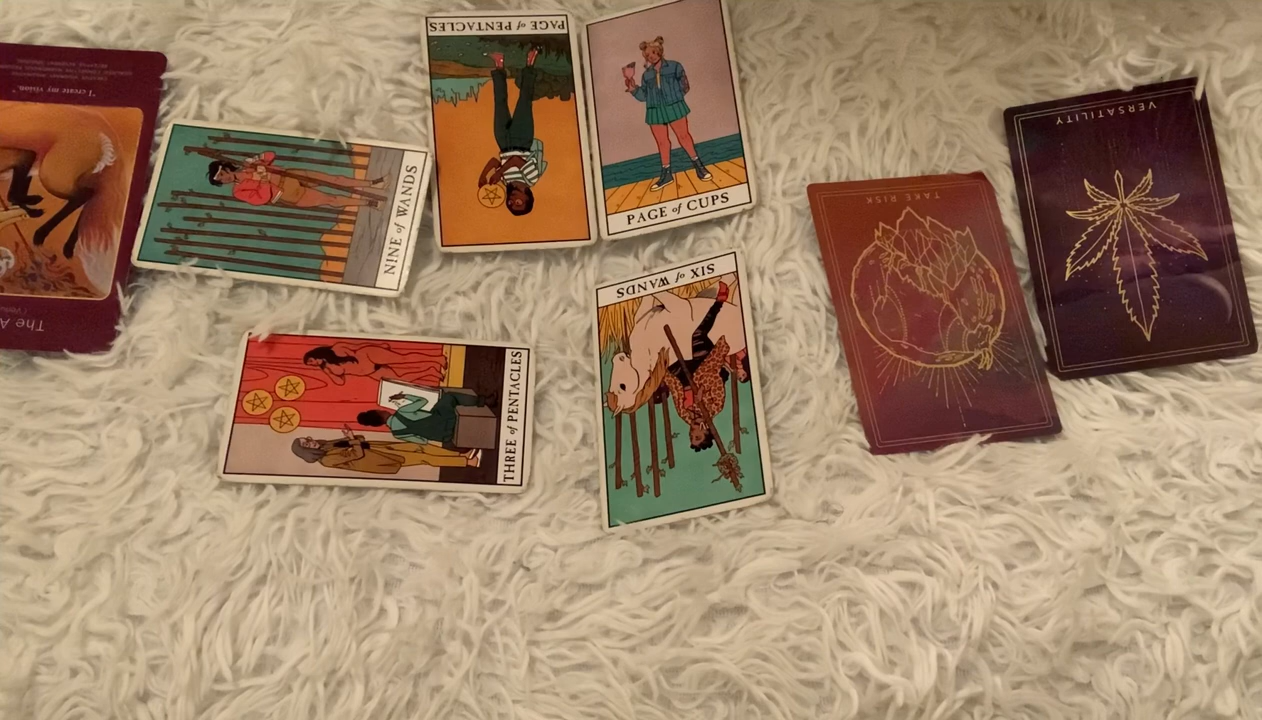 "I create my vision."
The A
NINE of WANDS
PAGE of PENTACLES
PAGE of CUPS
THREE of PENTACLES
SIX of WANDS
TAKE RISK
VERSATILITY